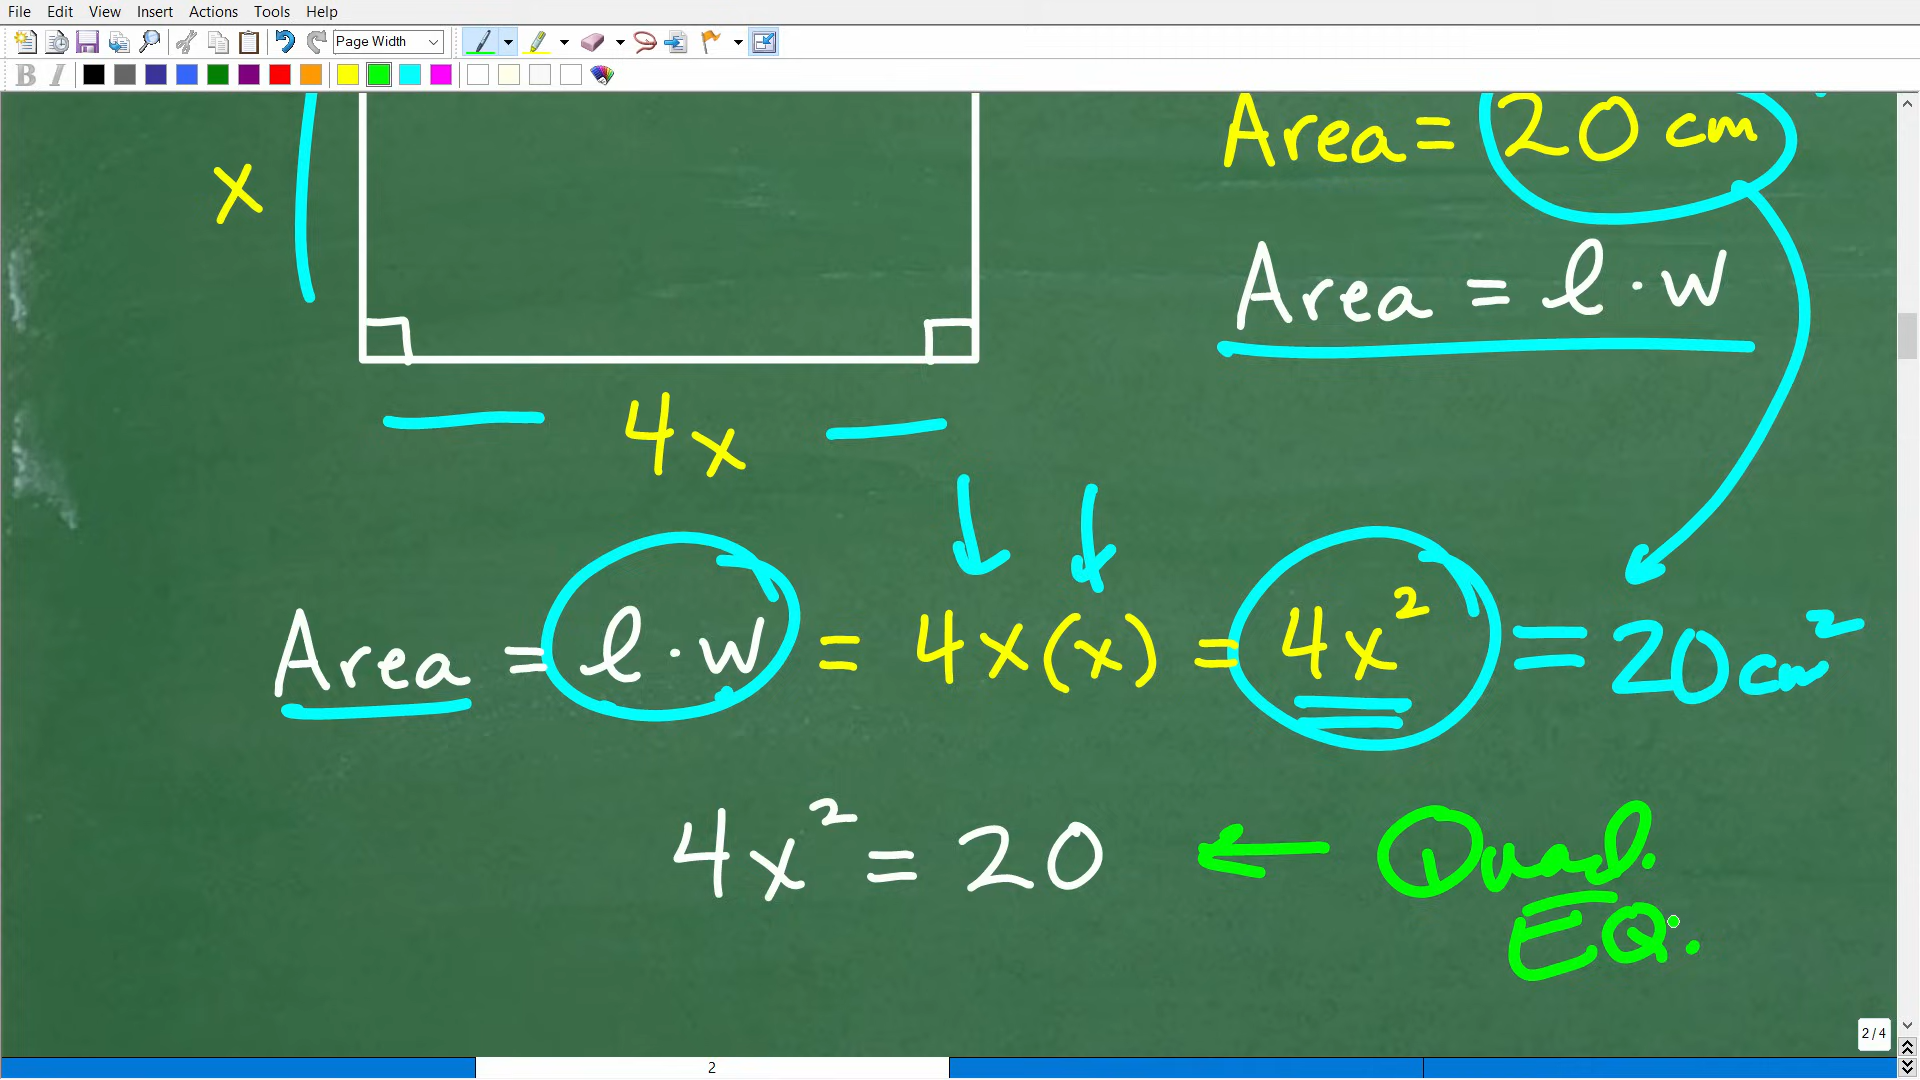 File Edit View Insert Actions Tools Help
Page Width
B I
Area = 20 cm
x
Area = l · w
4x
Area = l · w = 4x(x) = 4x² = 20cm²
4x² = 20 ← Quad.
EQ.
2 / 4
2